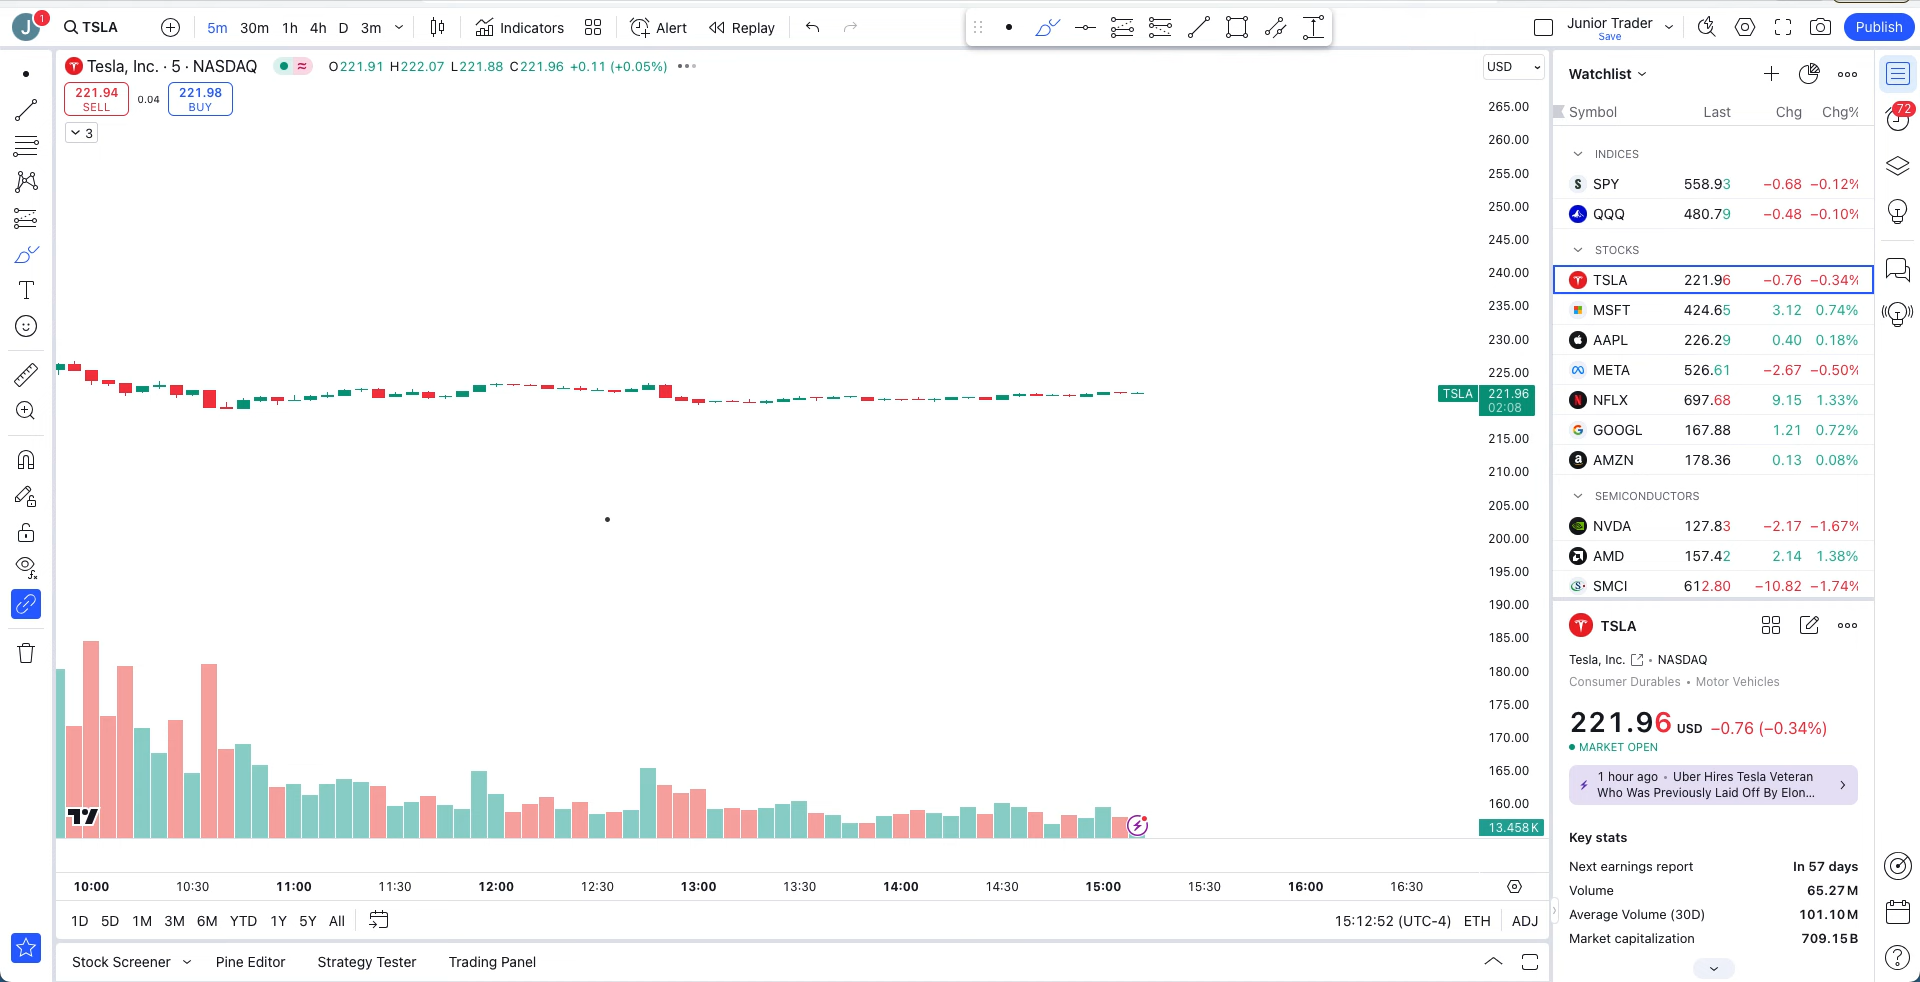 J 1 TSLA 5m 30m 1h 4h D 3m Indicators Alert Replay Junior Trader Save Publish
Tesla, Inc. · 5 · NASDAQ O221.91 H222.07 L221.88 C221.96 +0.11 (+0.05%) USD
221.94 SELL 0.04 221.98 BUY
3
265.00
260.00
255.00
250.00
245.00
240.00
235.00
230.00
225.00
TSLA 221.96
02:08
215.00
210.00
205.00
200.00
195.00
190.00
185.00
180.00
175.00
170.00
165.00
160.00
13.458K
10:00 10:30 11:00 11:30 12:00 12:30 13:00 13:30 14:00 14:30 15:00 15:30 16:00 16:30
1D 5D 1M 3M 6M YTD 1Y 5Y All 15:12:52 (UTC-4) ETH ADJ
Stock Screener Pine Editor Strategy Tester Trading Panel
Watchlist
72
Symbol Last Chg Chg%
INDICES
SPY 558.93 −0.68 −0.12%
QQQ 480.79 −0.48 −0.10%
STOCKS
TSLA 221.96 −0.76 −0.34%
MSFT 424.65 3.12 0.74%
AAPL 226.29 0.40 0.18%
META 526.61 −2.67 −0.50%
NFLX 697.68 9.15 1.33%
GOOGL 167.88 1.21 0.72%
AMZN 178.36 0.13 0.08%
SEMICONDUCTORS
NVDA 127.83 −2.17 −1.67%
AMD 157.42 2.14 1.38%
SMCI 612.80 −10.82 −1.74%
TSLA
Tesla, Inc. • NASDAQ
Consumer Durables • Motor Vehicles
221.96 USD −0.76 (−0.34%)
MARKET OPEN
1 hour ago • Uber Hires Tesla Veteran
Who Was Previously Laid Off By Elon...
Key stats
Next earnings report In 57 days
Volume 65.27M
Average Volume (30D) 101.10M
Market capitalization 709.15B